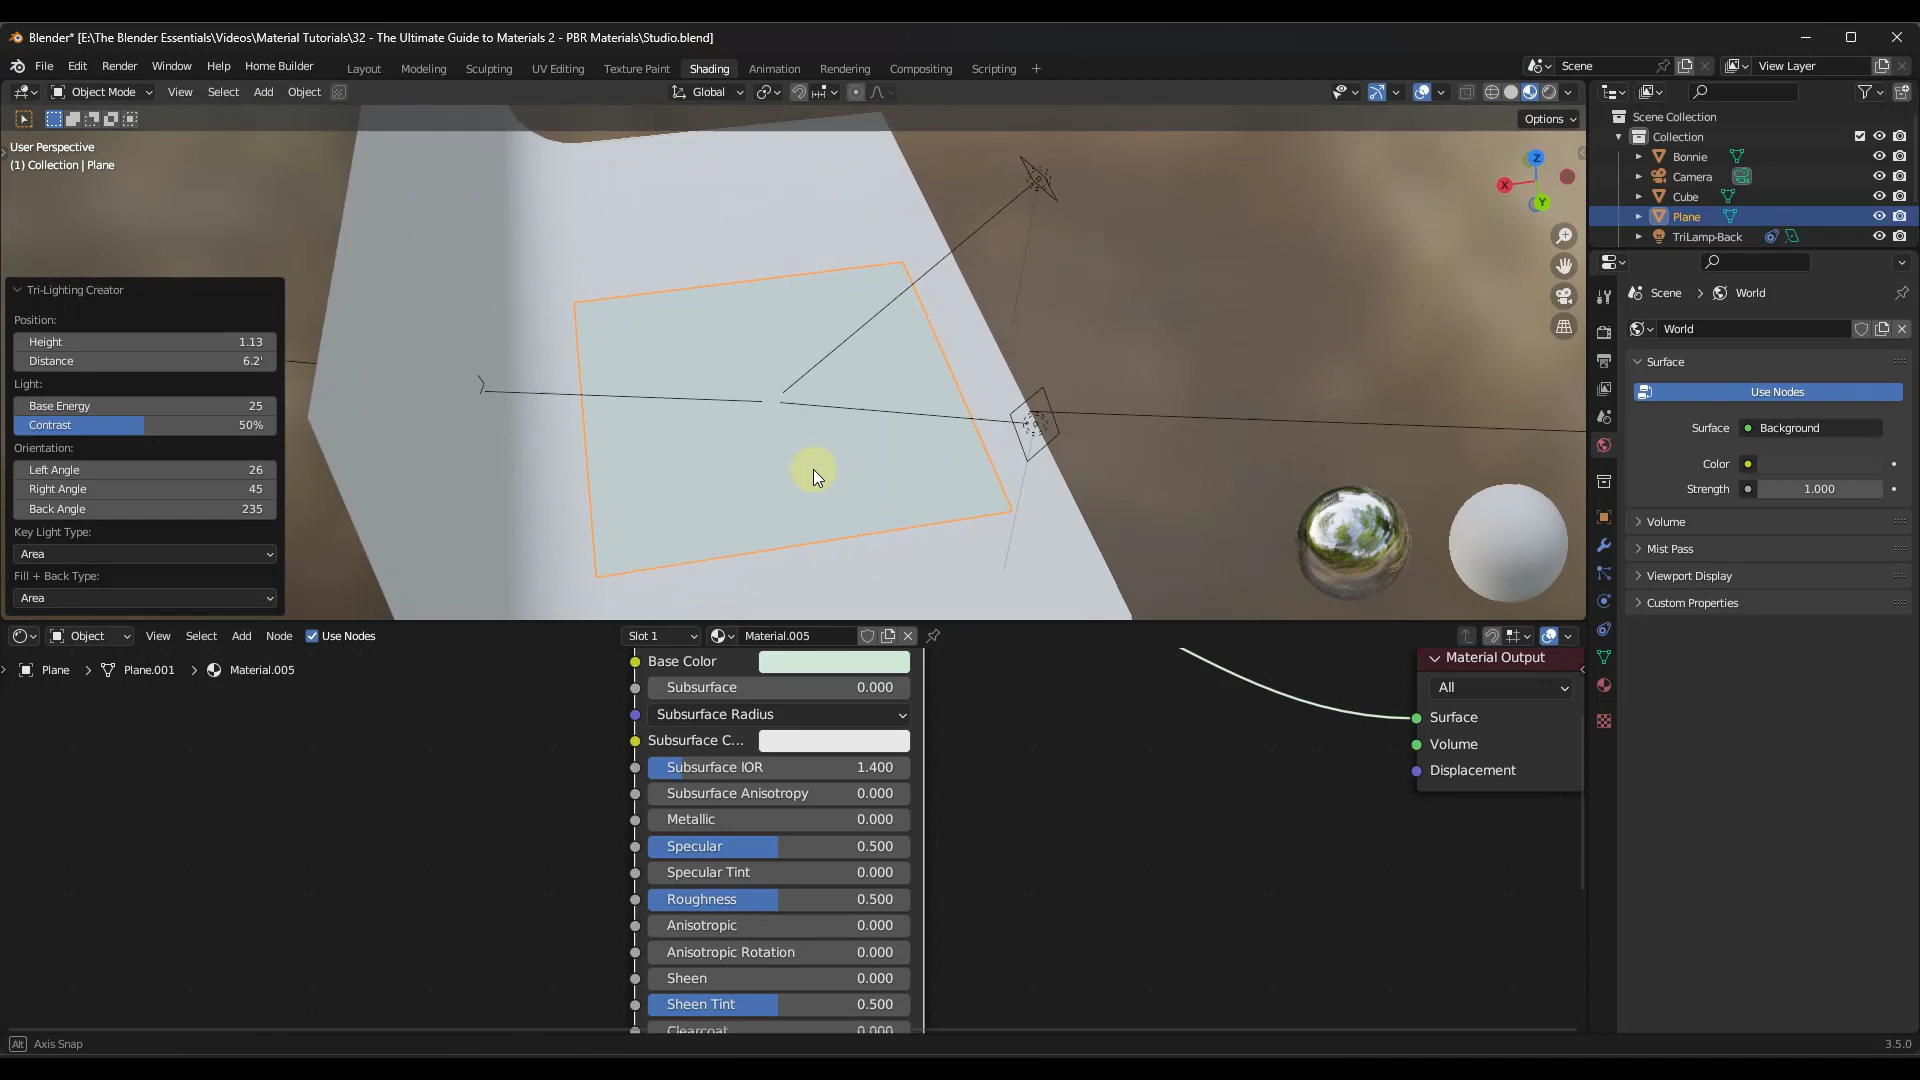 Blender* [E:\The Blender Essentials\Videos\Material Tutorials\32 - The Ultimate Guide to Materials 2 - PBR Materials\Studio.blend]
File Edit Render Window Help Home Builder
Layout Modeling Sculpting UV Editing Texture Paint Shading Animation Rendering Compositing Scripting +
Scene
View Layer
Object Mode View Select Add Object
Global
Options
User Perspective
(1) Collection | Plane
Z
X
Y
Tri-Lighting Creator
Position:
Height 1.13
Distance 6.2'
Light:
Base Energy 25
Contrast 50%
Orientation:
Left Angle 26
Right Angle 45
Back Angle 235
Key Light Type:
Area
Fill + Back Type:
Area
Scene Collection
Collection
Bonnie
Camera
Cube
Plane
TriLamp-Back
Scene > World
World
Surface
Use Nodes
Surface Background
Color
Strength 1.000
Volume
Mist Pass
Viewport Display
Custom Properties
Object View Select Add Node Use Nodes
Slot 1 Material.005
Plane > Plane.001 > Material.005
Base Color
Subsurface 0.000
Subsurface Radius
Subsurface C...
Subsurface IOR 1.400
Subsurface Anisotropy 0.000
Metallic 0.000
Specular 0.500
Specular Tint 0.000
Roughness 0.500
Anisotropic 0.000
Anisotropic Rotation 0.000
Sheen 0.000
Sheen Tint 0.500
Clearcoat 0.000
Material Output
All
Surface
Volume
Displacement
Alt Axis Snap
3.5.0